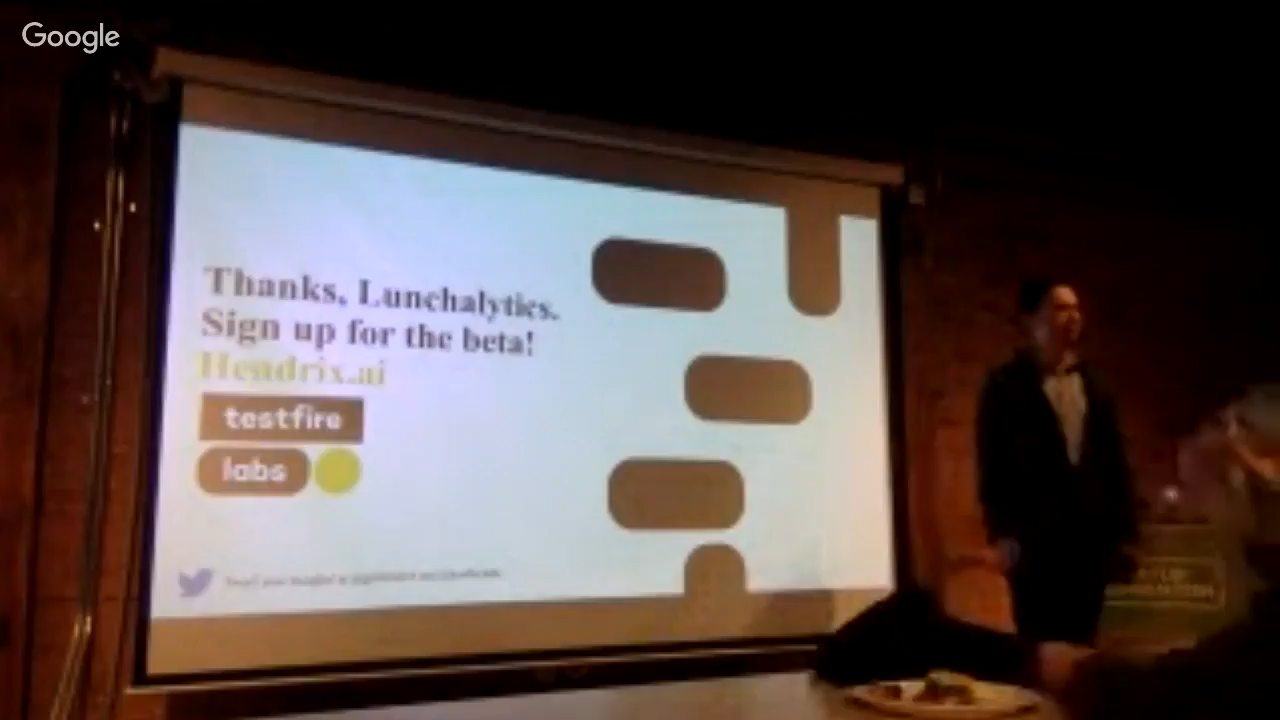 Google
Thanks, Lunchalytics.
Sign up for the beta!
Hendrix.ai
testfire
labs